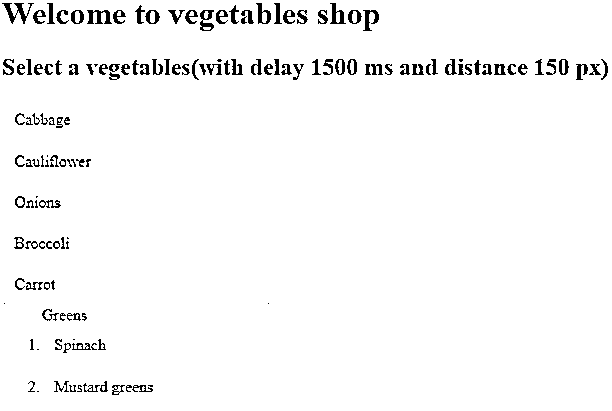 Welcome to vegetables shop
Select a vegetables(with delay 1500 ms and distance 150 px)
Cabbage
Cauliflower
Onions
Broccoli
Carrot
Greens
1. Spinach
2. Mustard greens